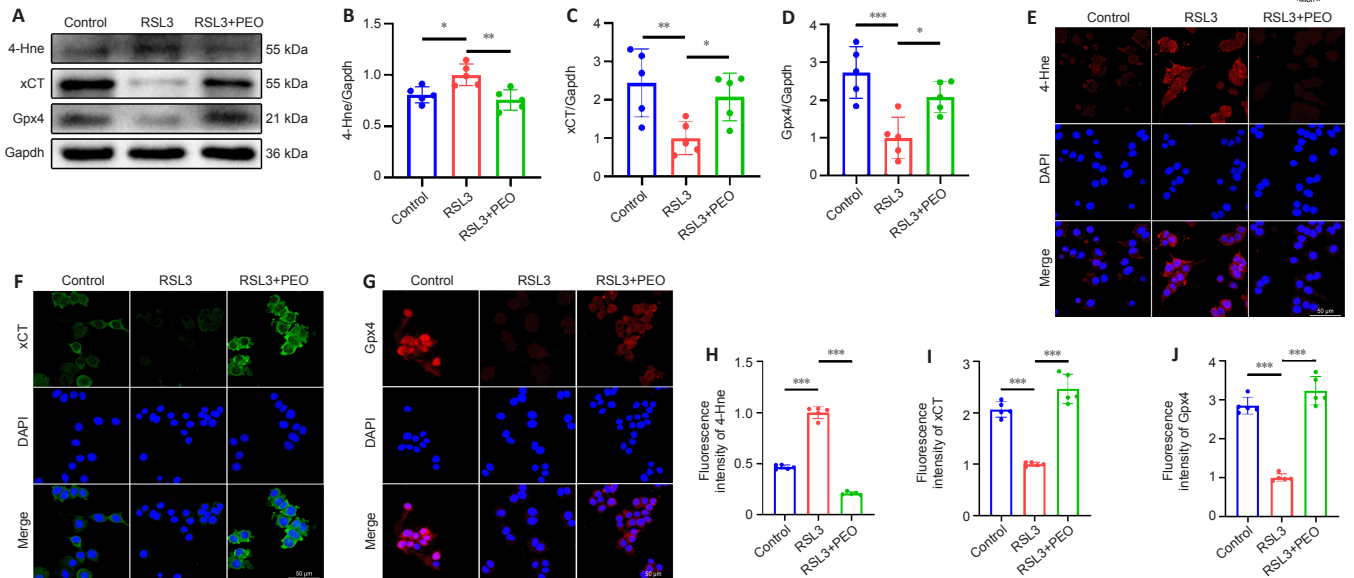 A
Control RSL3 RSL3+PEO
4-Hne 55 kDa
xCT 55 kDa
Gpx4 21 kDa
Gapdh 36 kDa
B
4-Hne/Gapdh
1.5
1.0
0.5
0
*
**
Control
RSL3
RSL3+PEO
C
xCT/Gapdh
4
3
2
1
0
**
*
Control
RSL3
RSL3+PEO
D
Gpx4/Gapdh
4
3
2
1
0
***
*
Control
RSL3
RSL3+PEO
E
Control RSL3 RSL3+PEO
4-Hne
DAPI
Merge
50 μm
F
Control RSL3 RSL3+PEO
xCT
DAPI
Merge
50 μm
G
Control RSL3 RSL3+PEO
Gpx4
DAPI
Merge
50 μm
H
Fluorescence
intensity of 4-Hne
1.5
1.0
0.5
0
***
***
Control
RSL3
RSL3+PEO
I
Fluorescence
intensity of xCT
3
2
1
0
***
***
Control
RSL3
RSL3+PEO
J
Fluorescence
intensity of Gpx4
4
3
2
1
0
***
***
Control
RSL3
RSL3+PEO